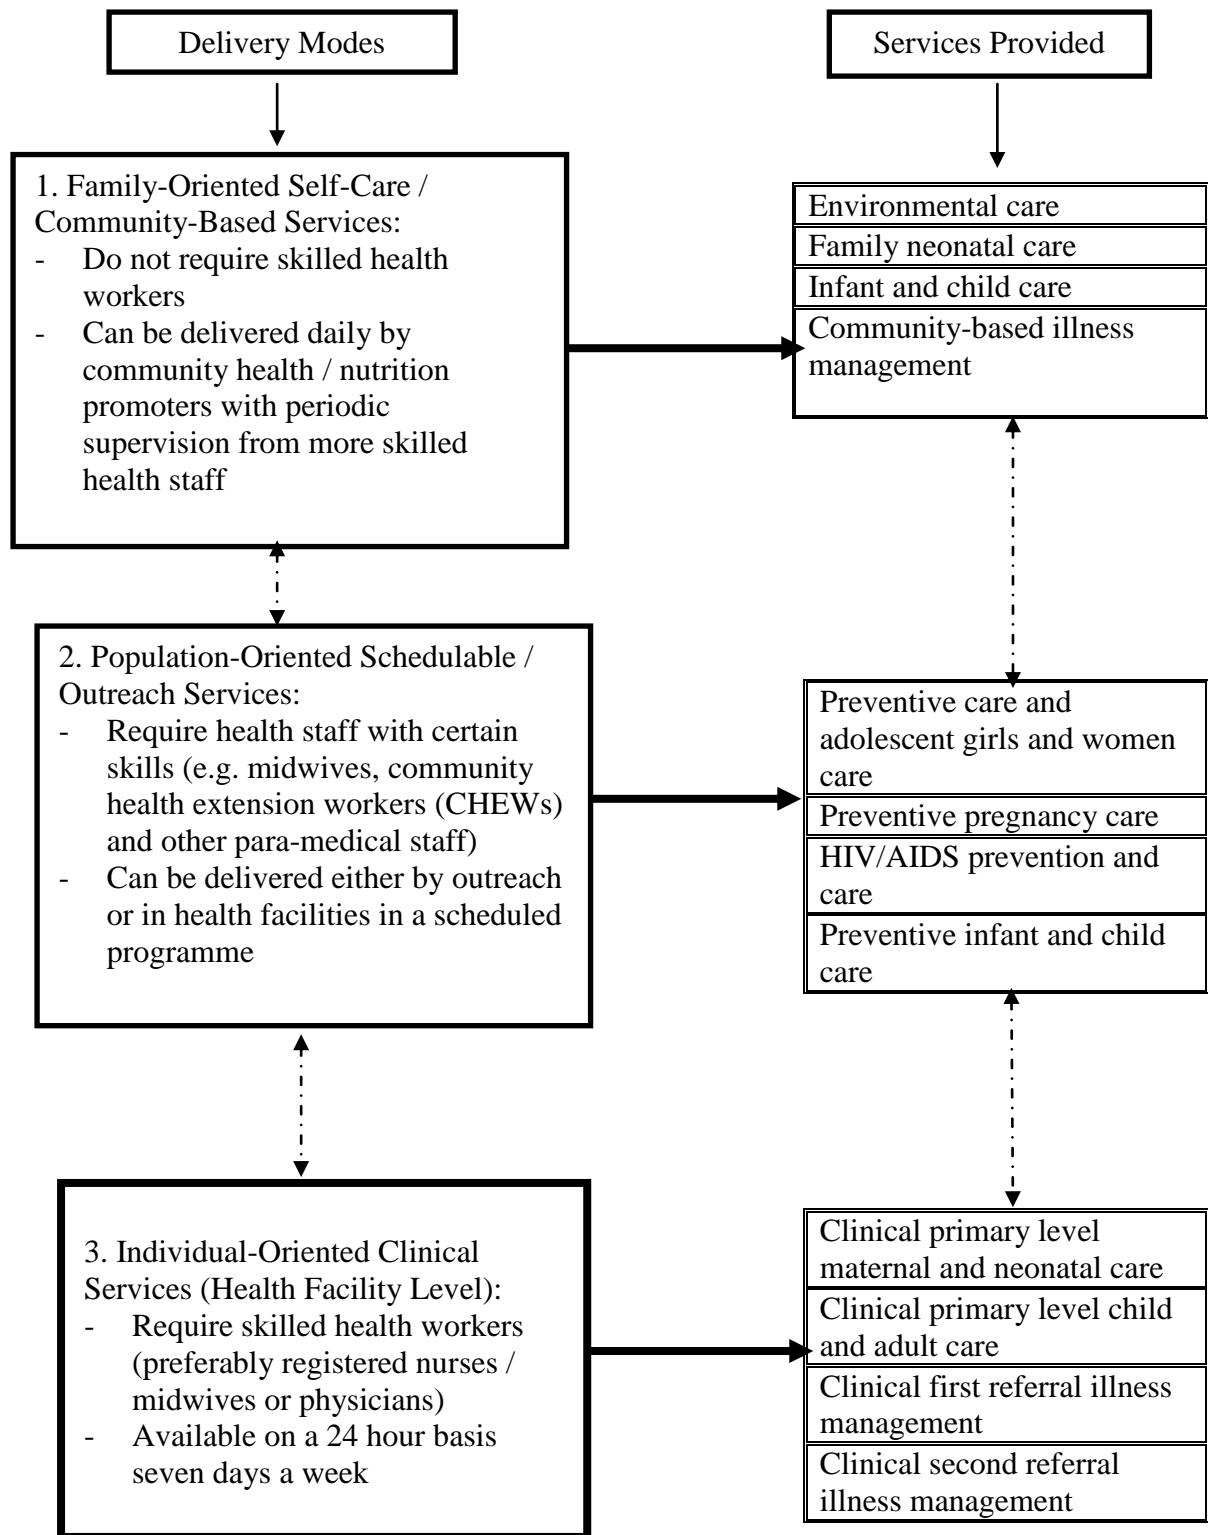 Delivery Modes
Services Provided
1. Family-Oriented Self-Care /
Community-Based Services:
- Do not require skilled health
workers
- Can be delivered daily by
community health / nutrition
promoters with periodic
supervision from more skilled
health staff
Environmental care
Family neonatal care
Infant and child care
Community-based illness
management
2. Population-Oriented Schedulable /
Outreach Services:
- Require health staff with certain
skills (e.g. midwives, community
health extension workers (CHEWs)
and other para-medical staff)
- Can be delivered either by outreach
or in health facilities in a scheduled
programme
Preventive care and
adolescent girls and women
care
Preventive pregnancy care
HIV/AIDS prevention and
care
Preventive infant and child
care
3. Individual-Oriented Clinical
Services (Health Facility Level):
- Require skilled health workers
(preferably registered nurses /
midwives or physicians)
- Available on a 24 hour basis
seven days a week
Clinical primary level
maternal and neonatal care
Clinical primary level child
and adult care
Clinical first referral illness
management
Clinical second referral
illness management